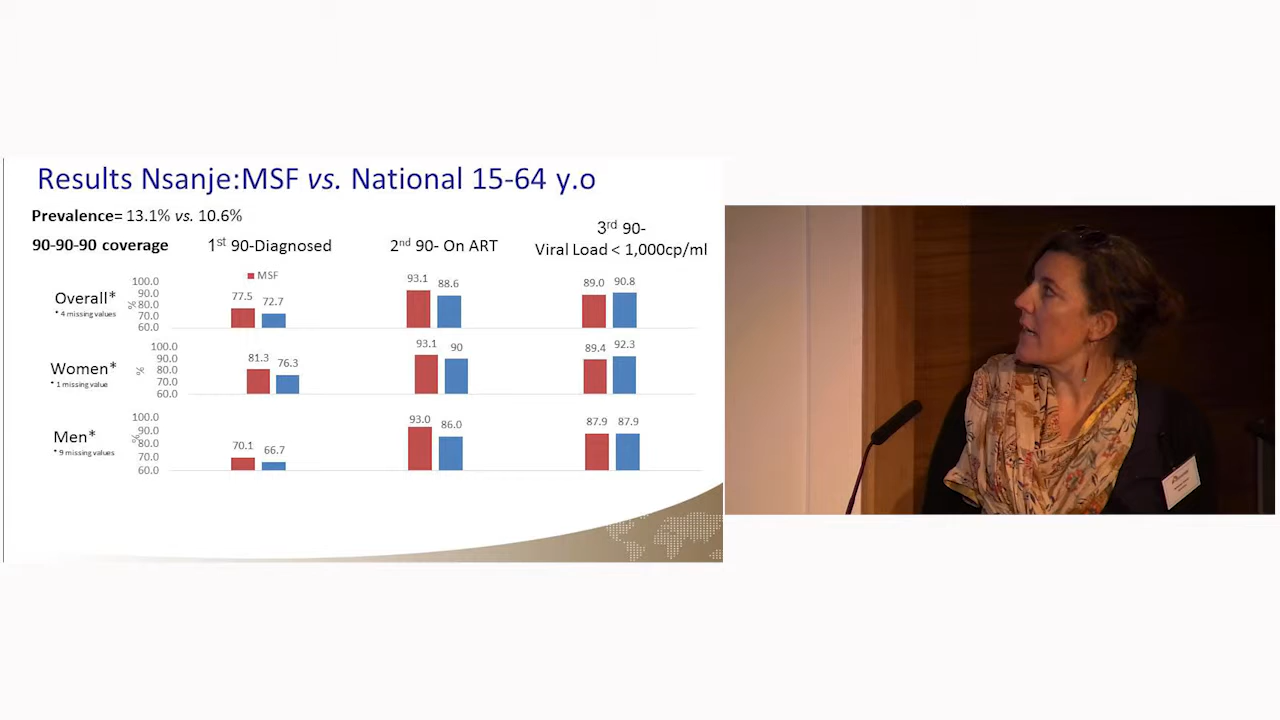 Results Nsanje:MSF vs. National 15-64 y.o
Prevalence= 13.1% vs. 10.6%
90-90-90 coverage
1st 90-Diagnosed
2nd 90- On ART
3rd 90-
Viral Load < 1,000cp/ml
MSF
Overall*
* 4 missing values
%
100.0
90.0
80.0
70.0
60.0
77.5
72.7
93.1
88.6
89.0
90.8
Women*
* 1 missing value
%
100.0
90.0
80.0
70.0
60.0
81.3
76.3
93.1
90
89.4
92.3
Men*
* 9 missing values
%
100.0
90.0
80.0
70.0
60.0
70.1
66.7
93.0
86.0
87.9
87.9